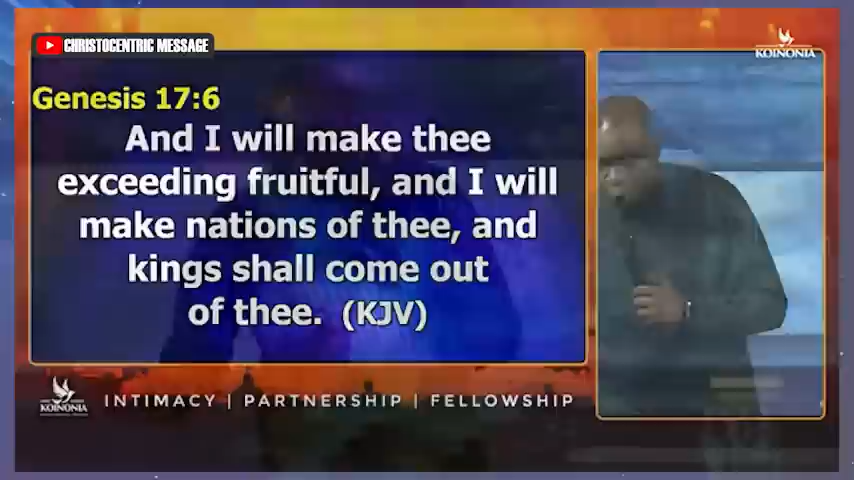 CHRISTOCENTRIC MESSAGE
KOINONIA
Genesis 17:6
And I will make thee
exceeding fruitful, and I will
make nations of thee, and
kings shall come out
of thee. (KJV)
KOINONIA
INTIMACY | PARTNERSHIP | FELLOWSHIP